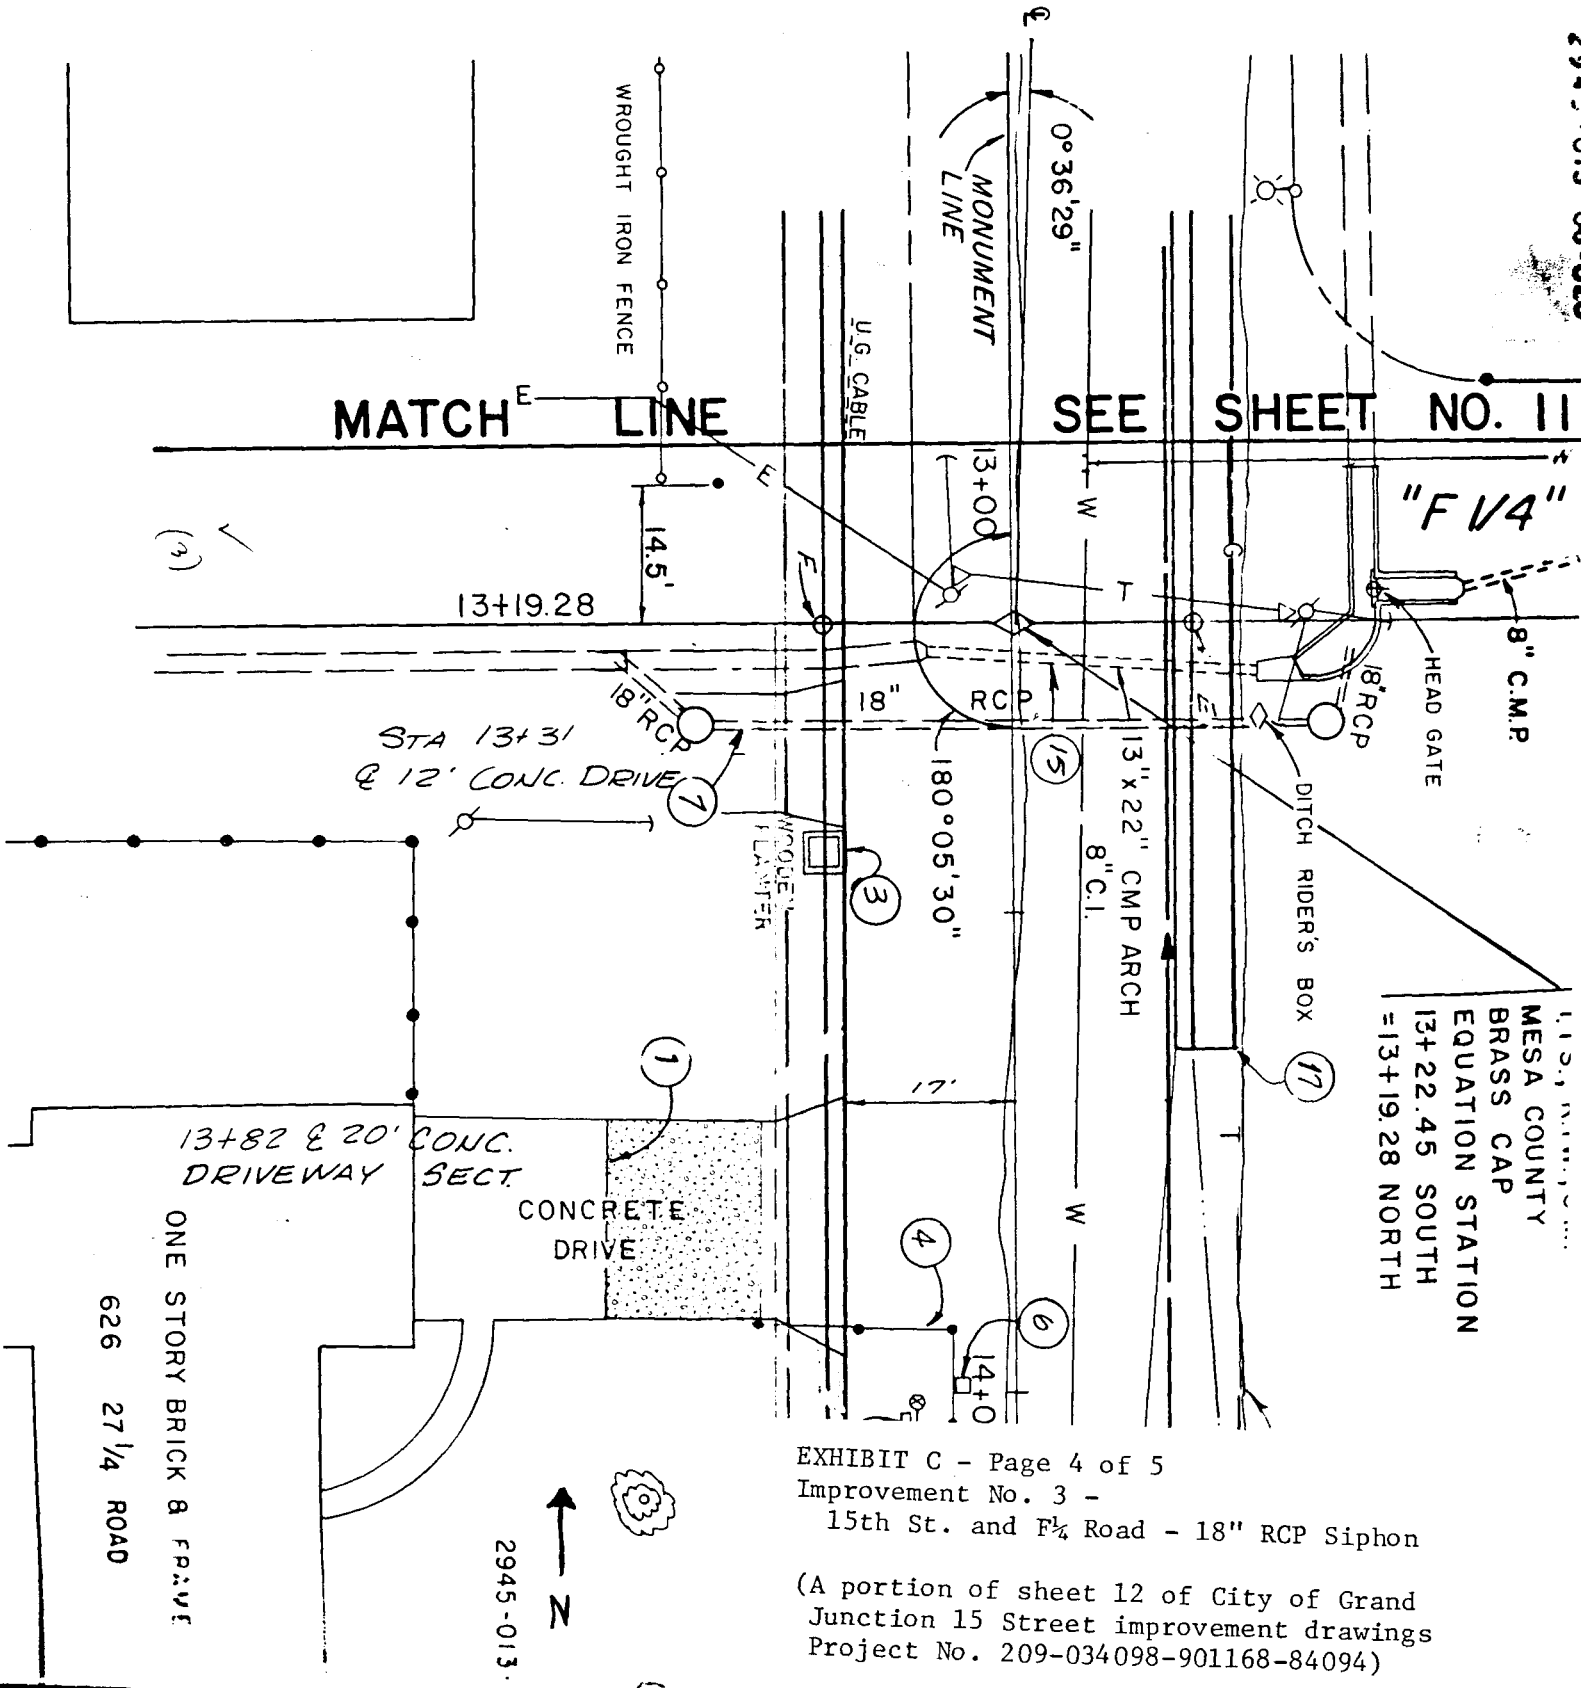 ℄
0°36'29"
MONUMENT
LINE
WROUGHT IRON FENCE
U.G. CABLE
MATCH LINE SEE SHEET NO. 11
E
E
13+00
W
G
"F 1/4"
14.5'
(3)
T
13+19.28
8" C.M.P.
HEAD GATE
18" RCP
18" RCP
18" RCP
STA 13+31
℄ 12' CONC. DRIVE
7
15
13" x 22" CMP ARCH
180°05'30"
8" C.I.
DITCH RIDER'S BOX
WOODEN
PLANTER
3
MESA COUNTY
BRASS CAP
EQUATION STATION
13+22.45 SOUTH
=13+19.28 NORTH
17
1
17'
T
13+82 ℄ 20' CONC.
DRIVEWAY SECT.
CONCRETE
DRIVE
W
4
6
14+0
ONE STORY BRICK & FRAME
626 27 1/4 ROAD
N
2945-013-
EXHIBIT C - Page 4 of 5
Improvement No. 3 -
15th St. and F¼ Road - 18" RCP Siphon
(A portion of sheet 12 of City of Grand
Junction 15 Street improvement drawings
Project No. 209-034098-901168-84094)